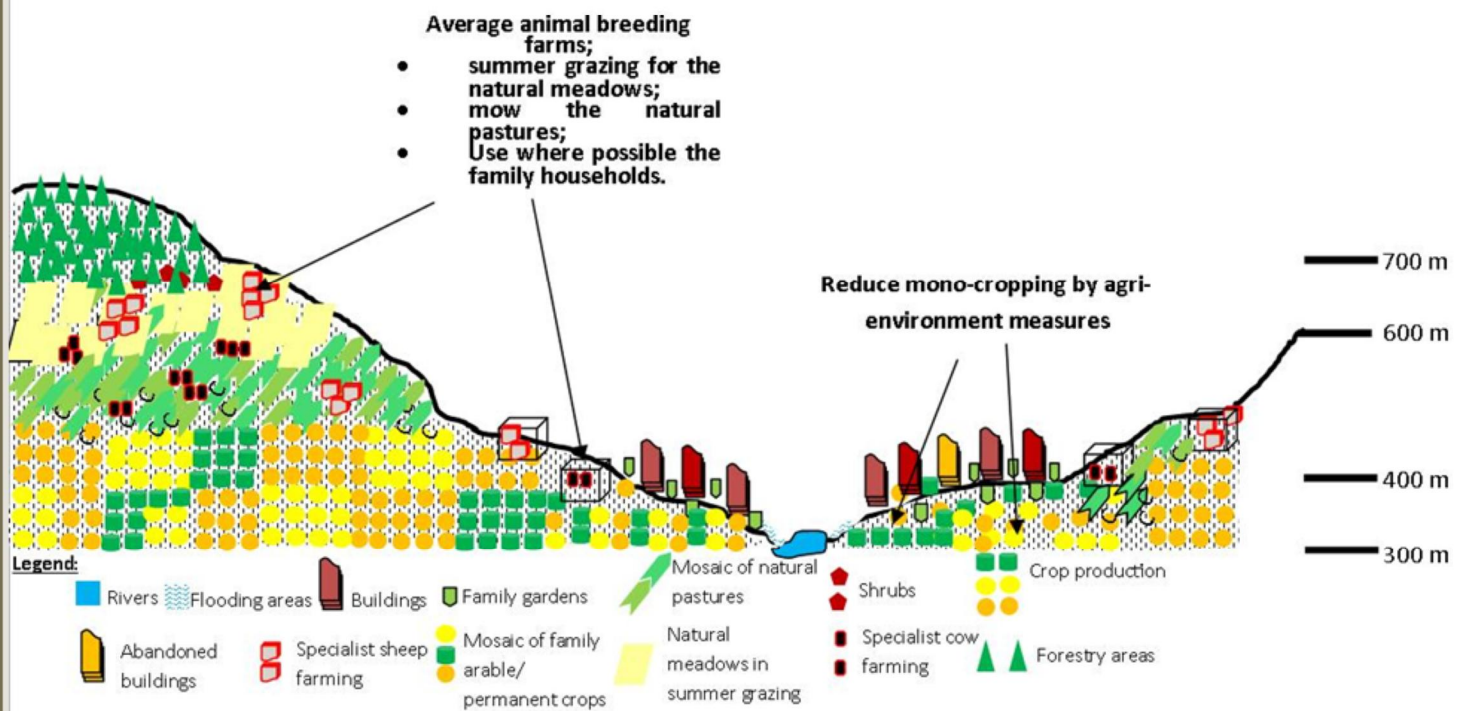 Average animal breeding
farms;
• summer grazing for the
natural meadows;
• mow the natural
pastures;
• Use where possible the
family households.
Reduce mono-cropping by agri-
environment measures
700 m
600 m
400 m
300 m
Legend:
Rivers
Flooding areas
Buildings
Family gardens
Mosaic of natural
pastures
Shrubs
Crop production
Abandoned
buildings
Specialist sheep
farming
Mosaic of family
arable/
permanent crops
Natural
meadows in
summer grazing
Specialist cow
farming
Forestry areas